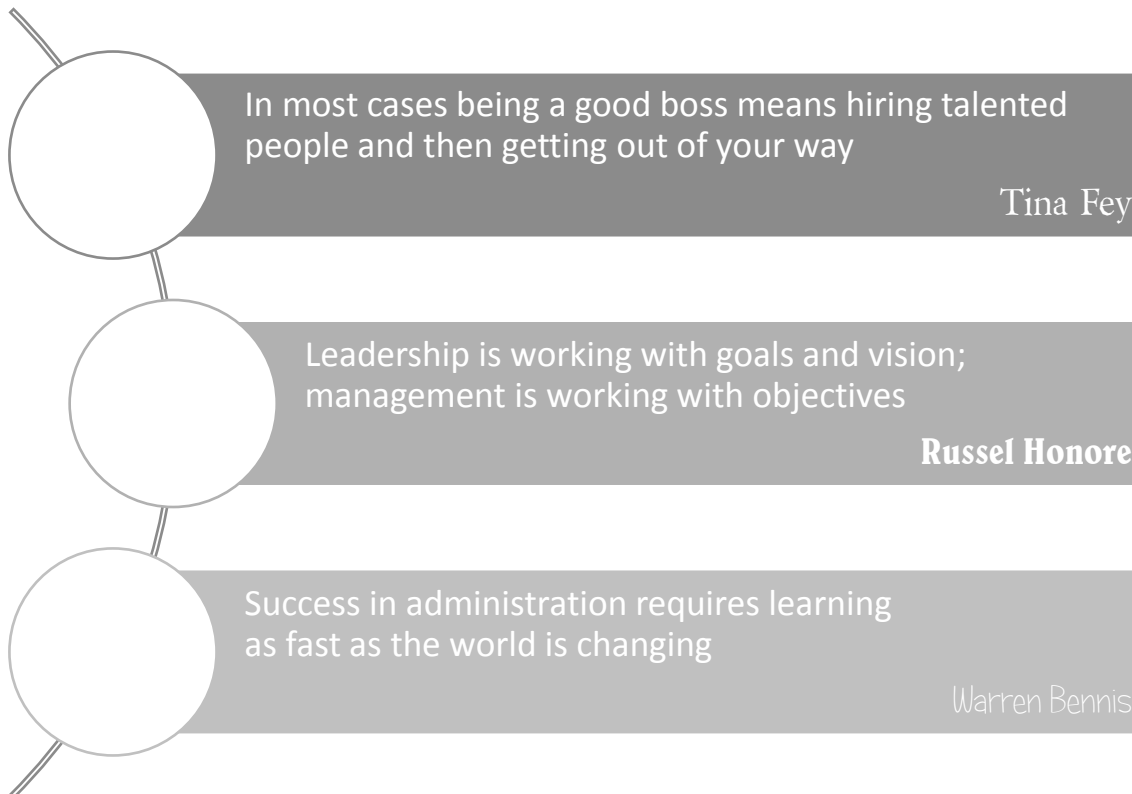 In most cases being a good boss means hiring talented
people and then getting out of your way
Tina Fey
Leadership is working with goals and vision;
management is working with objectives
Russel Honore
Success in administration requires learning
as fast as the world is changing
Warren Bennis